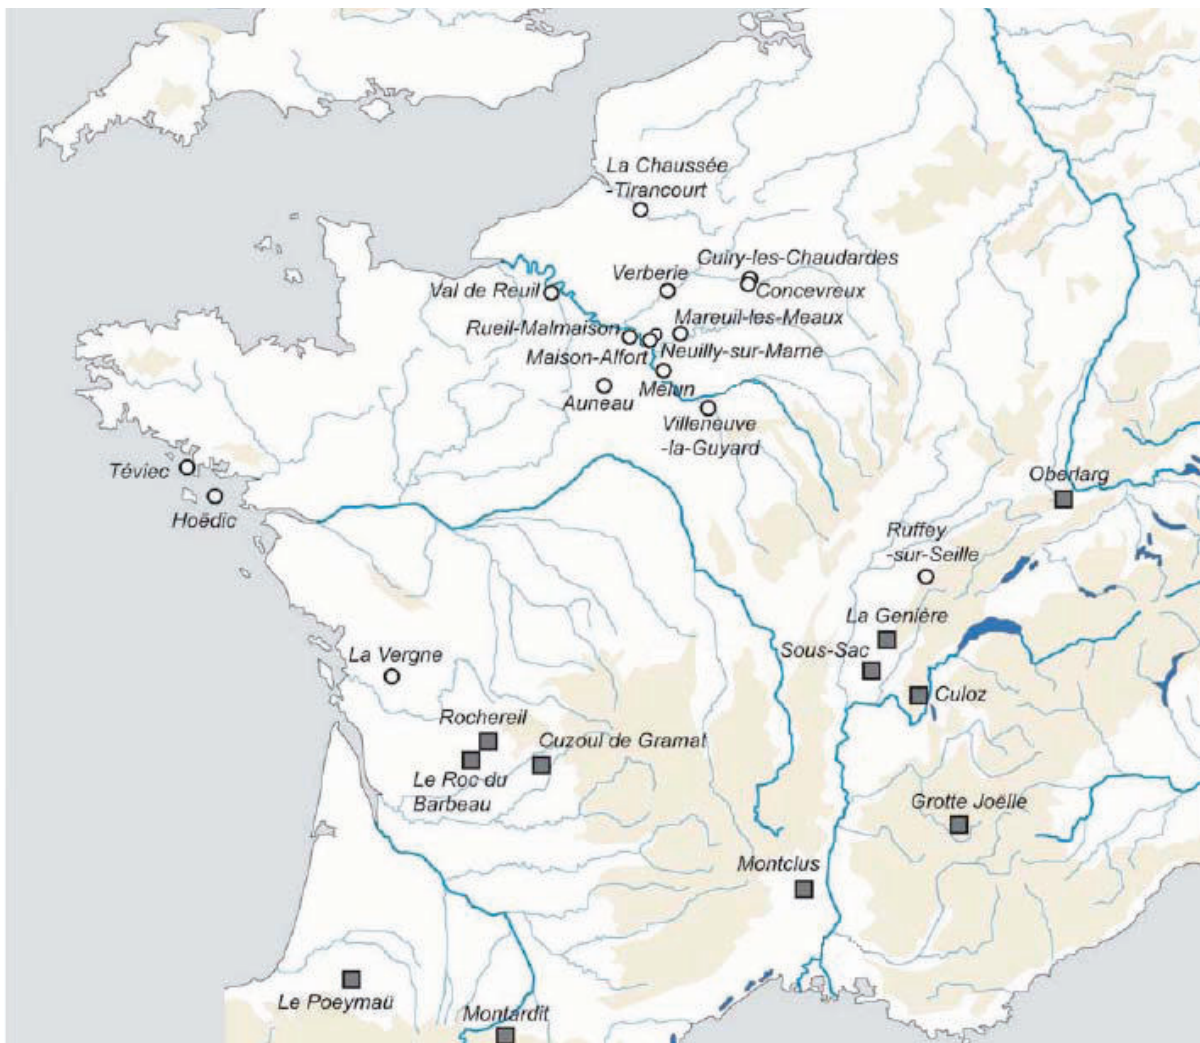 La Chaussée
-Tirancourt
Cuiry-les-Chaudardes
Verberie
Val de Reuil
Concevreux
Mareuil-les-Meaux
Rueil-Malmaison
Neuilly-sur-Marne
Maison-Alfort
Melun
Auneau
Villeneuve
-la-Guyard
Téviec
Oberlarg
Hoëdic
Ruffey
-sur-Seille
La Genière
Sous-Sac
La Vergne
Culoz
Rochereil
Cuzoul de Gramat
Le Roc du
Barbeau
Grotte Joëlle
Montclus
Le Poeymaü
Montardit